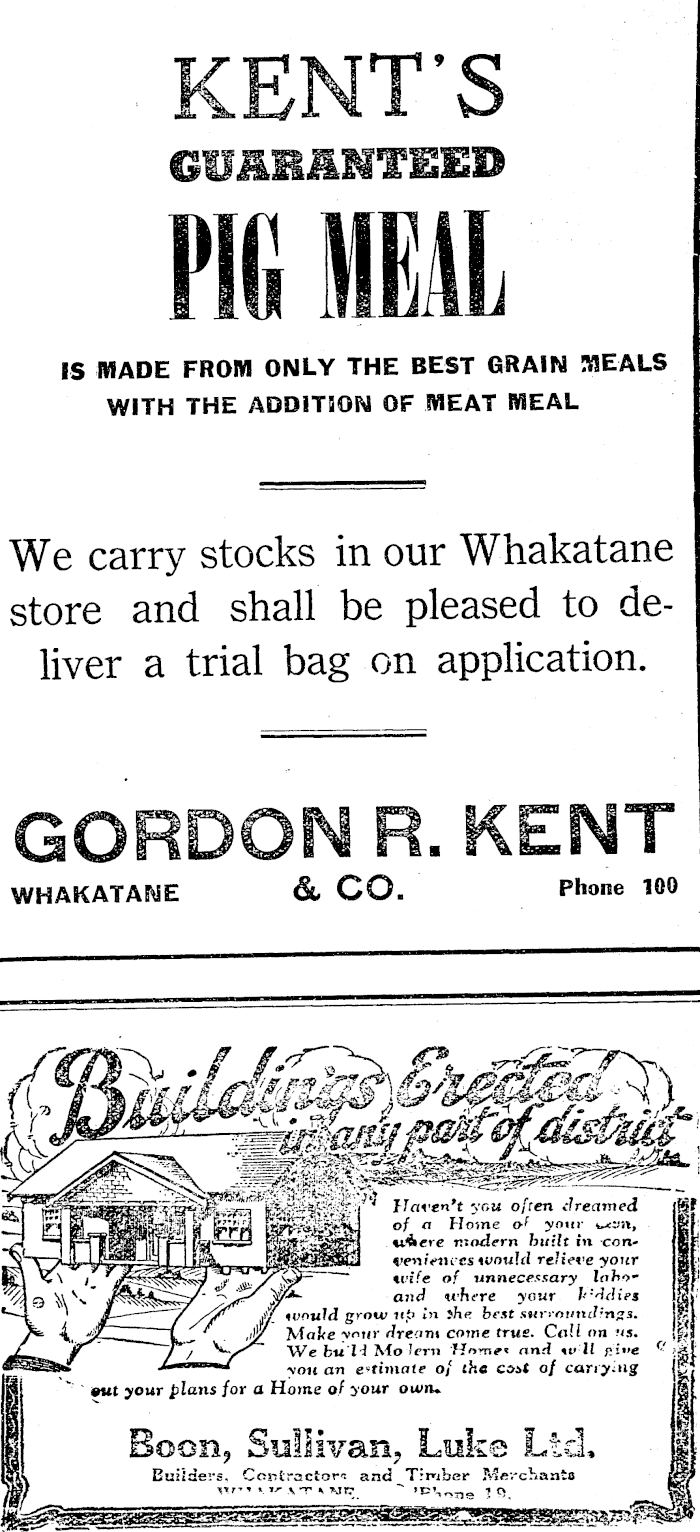 KENT'S
GUARANTEED
PIG MEAL
IS MADE FROM ONLY THE BEST GRAIN MEALS
WITH THE ADDITION OF MEAT MEAL
We carry stocks in our Whakatane
store and shall be pleased to de-
liver a trial bag on application.
GORDON R. KENT
WHAKATANE & CO. Phone 100
Buildings Erected
in any part of district
Haven't you often dreamed
of a Home of your own,
where modern built in con-
veniences would relieve your
wife of unnecessary labor
and where your kiddies
would grow up in the best surroundings.
Make your dream come true. Call on us.
We build Modern Homes and will give
you an estimate of the cost of carrying
out your plans for a Home of your own.
Boon, Sullivan, Luke Ltd.
Builders, Contractors and Timber Merchants
WHAKATANE. 'Phone 19.